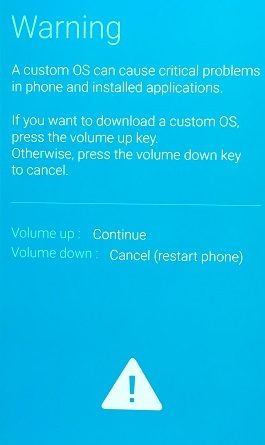 Warning
A custom OS can cause critical problems
in phone and installed applications.
If you want to download a custom OS,
press the volume up key.
Otherwise, press the volume down key
to cancel.
Volume up : Continue
Volume down : Cancel (restart phone)